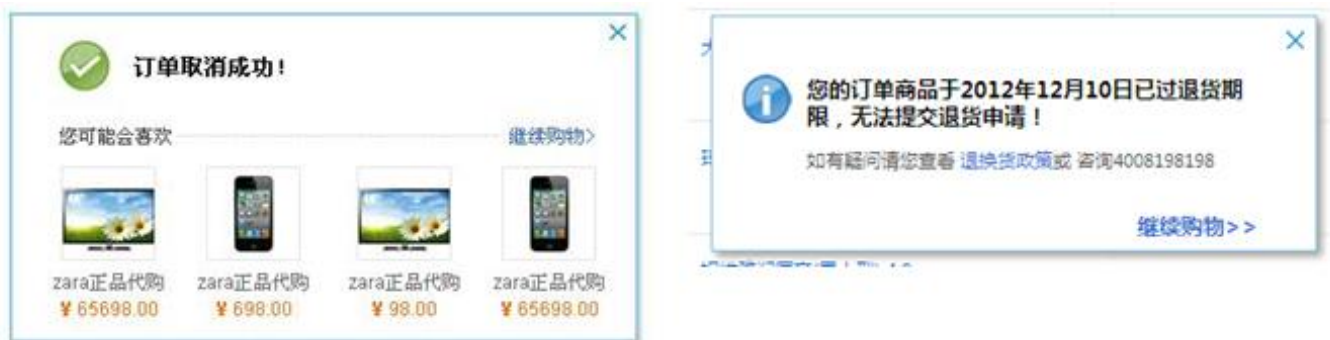 订单取消成功!
您可能会喜欢
继续购物>
zara正品代购 zara正品代购 zara正品代购 zara正品代购
¥ 65698.00 ¥ 698.00 ¥ 98.00 ¥ 65698.00
您的订单商品于2012年12月10日已过退货期
限，无法提交退货申请！
如有疑问请您查看 退换货政策或 咨询4008198198
继续购物>>